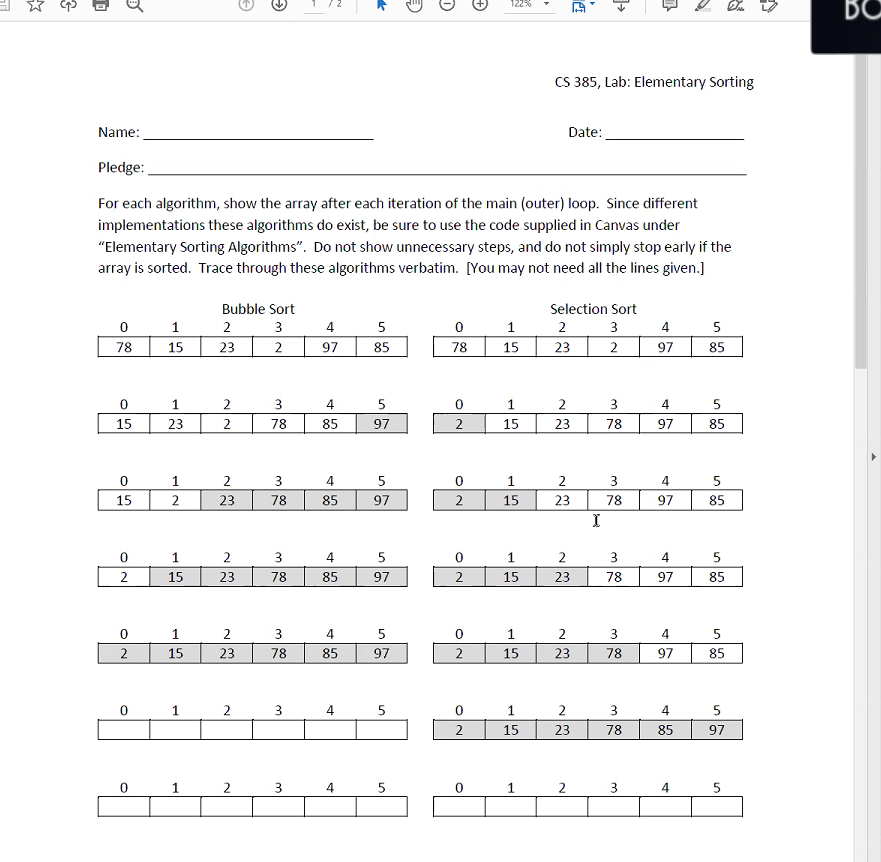 1 / 2
122%
BO
CS 385, Lab: Elementary Sorting
Name: Date:
Pledge:
For each algorithm, show the array after each iteration of the main (outer) loop. Since different
implementations these algorithms do exist, be sure to use the code supplied in Canvas under
“Elementary Sorting Algorithms”. Do not show unnecessary steps, and do not simply stop early if the
array is sorted. Trace through these algorithms verbatim. [You may not need all the lines given.]
Bubble Sort Selection Sort
0 1 2 3 4 5 0 1 2 3 4 5
78 15 23 2 97 85 78 15 23 2 97 85
0 1 2 3 4 5 0 1 2 3 4 5
15 23 2 78 85 97 2 15 23 78 97 85
0 1 2 3 4 5 0 1 2 3 4 5
15 2 23 78 85 97 2 15 23 78 97 85
0 1 2 3 4 5 0 1 2 3 4 5
2 15 23 78 85 97 2 15 23 78 97 85
0 1 2 3 4 5 0 1 2 3 4 5
2 15 23 78 85 97 2 15 23 78 97 85
0 1 2 3 4 5 0 1 2 3 4 5
2 15 23 78 85 97
0 1 2 3 4 5 0 1 2 3 4 5